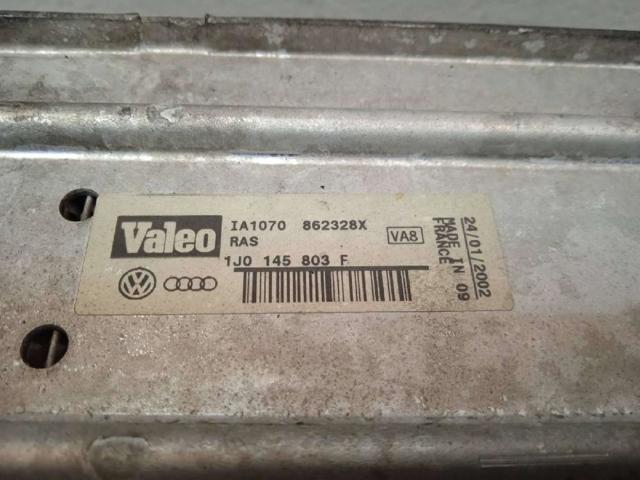 Valeo
IA1070 862328X
RAS
VA8
1J0 145 803 F
24/01/2002
MADE IN 09
FRANCE